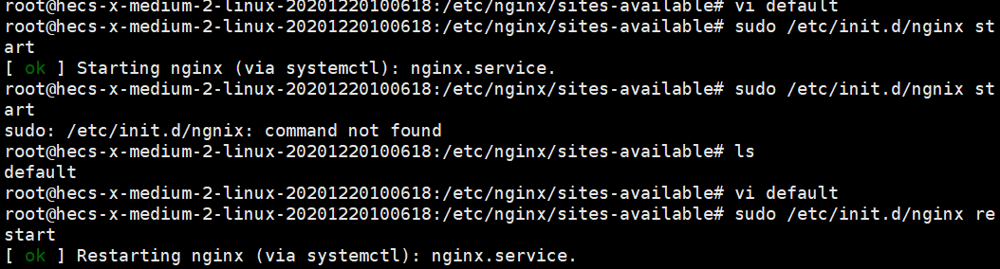 root@hecs-x-medium-2-linux-20201220100618:/etc/nginx/sites-available# vi default
root@hecs-x-medium-2-linux-20201220100618:/etc/nginx/sites-available# sudo /etc/init.d/nginx st
art
[ ok ] Starting nginx (via systemctl): nginx.service.
root@hecs-x-medium-2-linux-20201220100618:/etc/nginx/sites-available# sudo /etc/init.d/ngnix st
art
sudo: /etc/init.d/ngnix: command not found
root@hecs-x-medium-2-linux-20201220100618:/etc/nginx/sites-available# ls
default
root@hecs-x-medium-2-linux-20201220100618:/etc/nginx/sites-available# vi default
root@hecs-x-medium-2-linux-20201220100618:/etc/nginx/sites-available# sudo /etc/init.d/nginx re
start
[ ok ] Restarting nginx (via systemctl): nginx.service.